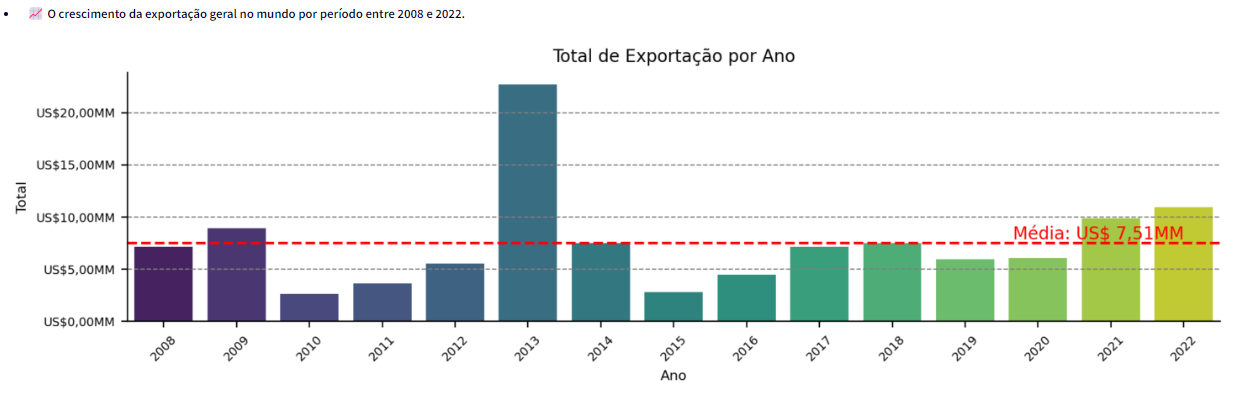 • 📈 O crescimento da exportação geral no mundo por período entre 2008 e 2022.
Total de Exportação por Ano
US$20,00MM
US$15,00MM
US$10,00MM
US$5,00MM
US$0,00MM
Total
Média: US$ 7,51MM
2008 2009 2010 2011 2012 2013 2014 2015 2016 2017 2018 2019 2020 2021 2022
Ano